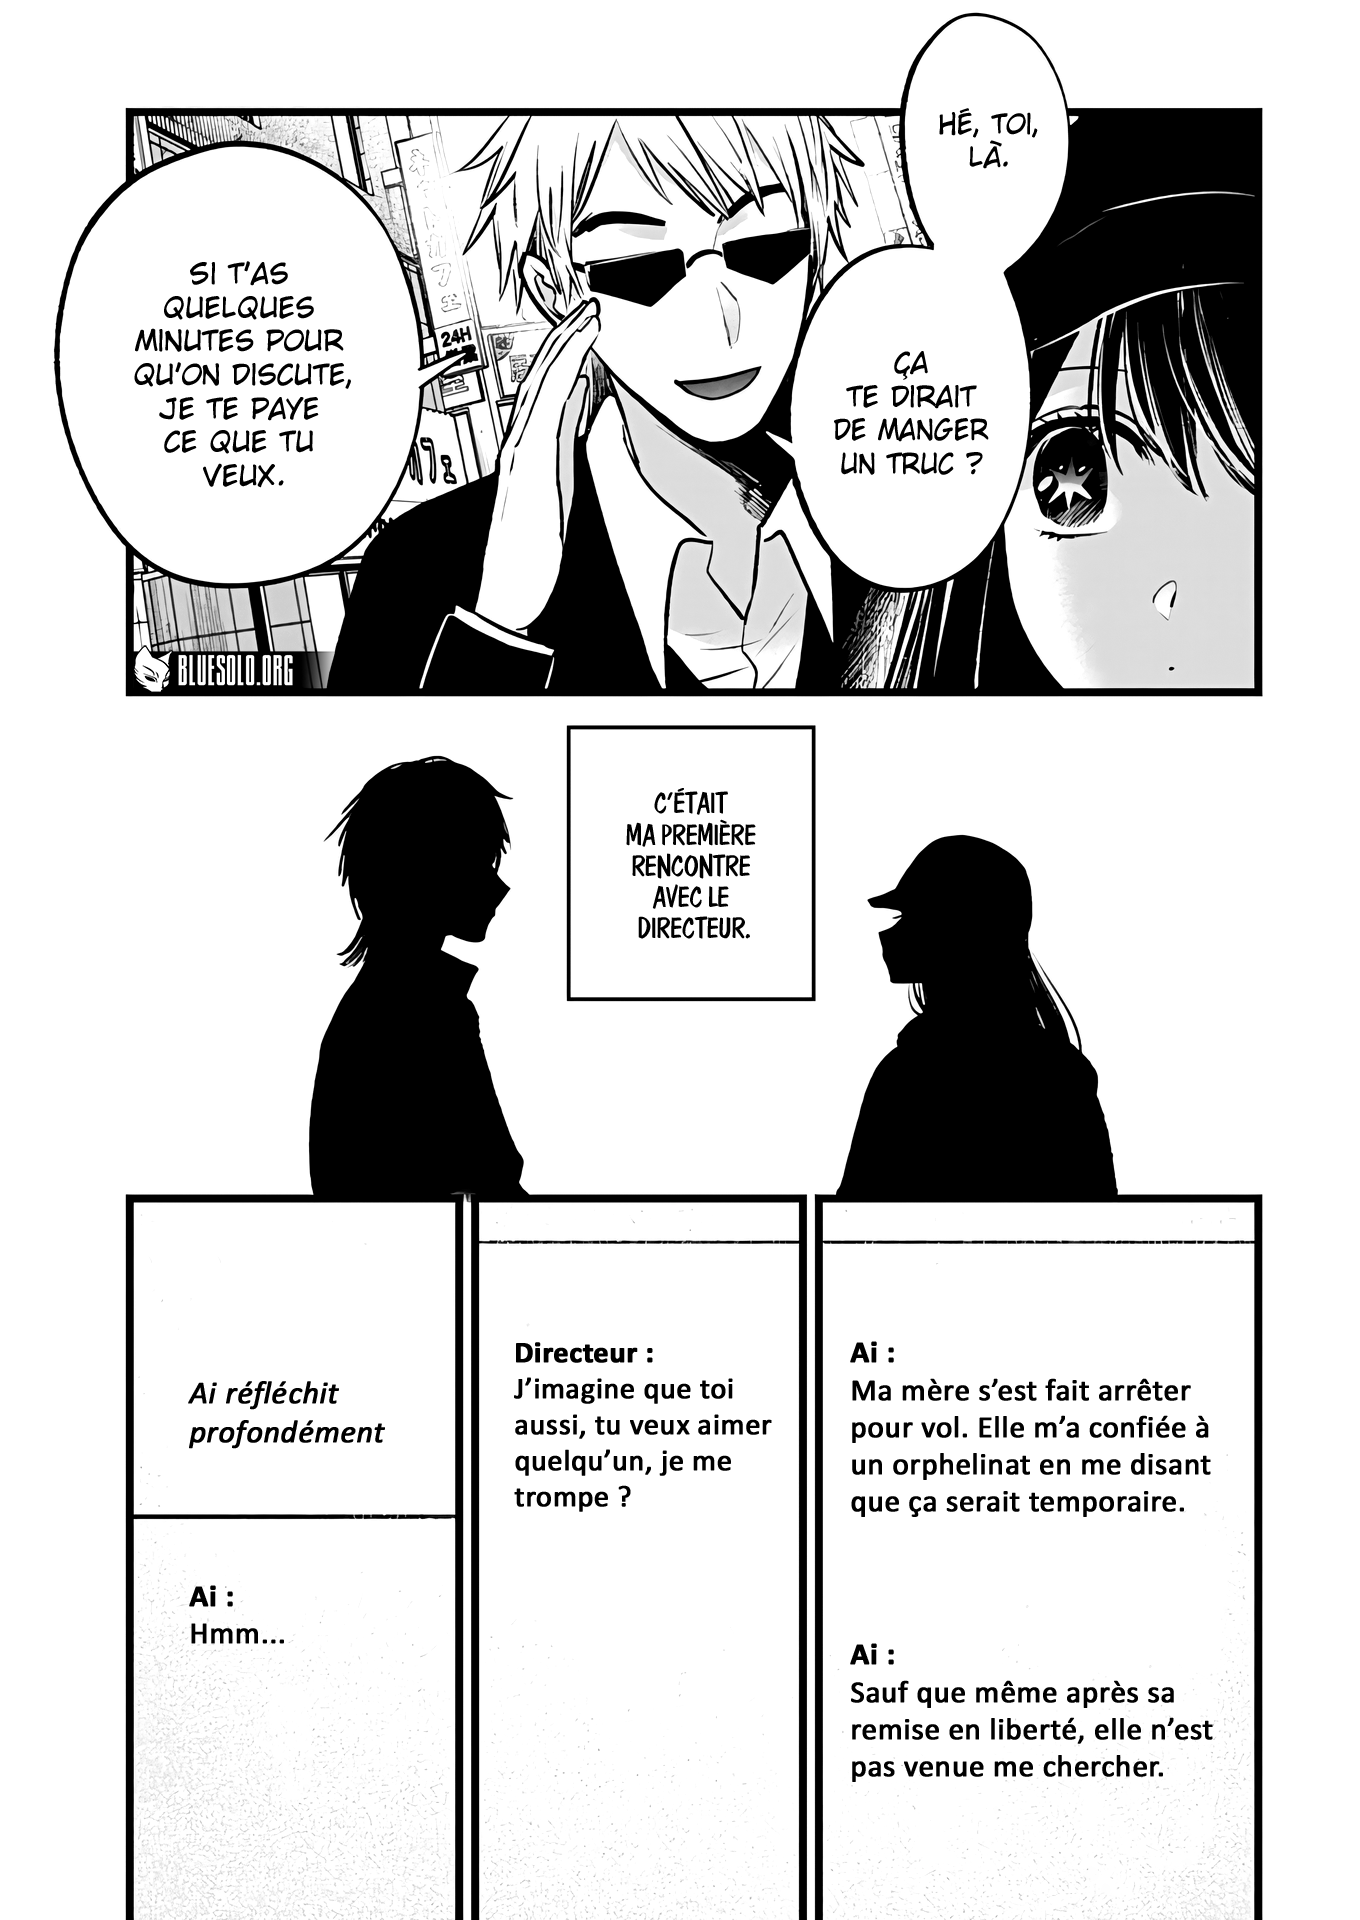 HÉ, TOI,
LÀ.
ÇA
TE DIRAIT
DE MANGER
UN TRUC ?
SI T'AS
QUELQUES
MINUTES POUR
QU'ON DISCUTE,
JE TE PAYE
CE QUE TU
VEUX.
24H
BLUESOLO.ORG
C'ÉTAIT
MA PREMIÈRE
RENCONTRE
AVEC LE
DIRECTEUR.
Ai :
Ma mère s'est fait arrêter
pour vol. Elle m'a confiée à
un orphelinat en me disant
que ça serait temporaire.
Ai :
Sauf que même après sa
remise en liberté, elle n'est
pas venue me chercher.
Directeur :
J'imagine que toi
aussi, tu veux aimer
quelqu'un, je me
trompe ?
Ai réfléchit
profondément
Ai :
Hmm...